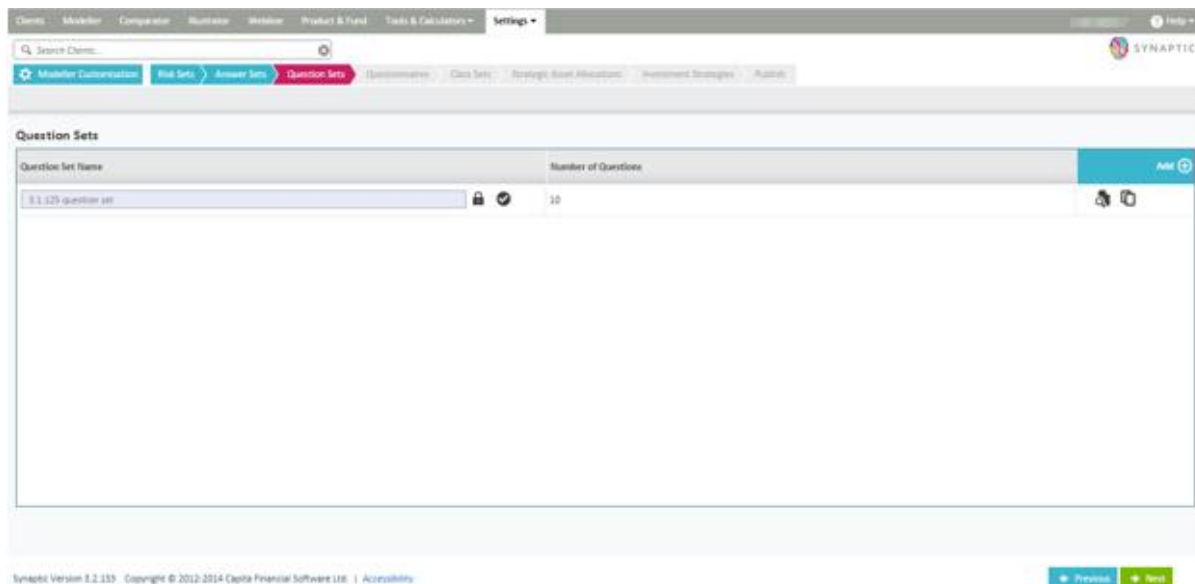 Clients Modeller Comparator Illustrator Webline Product & Fund Tools & Calculators Settings Help
Search Clients...
SYNAPTIC
Modeller Customisation Risk Sets Answer Sets Question Sets Questionnaires Class Sets Strategic Asset Allocations Investment Strategies Publish
Question Sets
Question Set Name Number of Questions Add
3.1.125 question set 10
Synaptic Version 3.2.133 Copyright © 2012-2014 Capita Financial Software Ltd. | Accessibility Previous Next